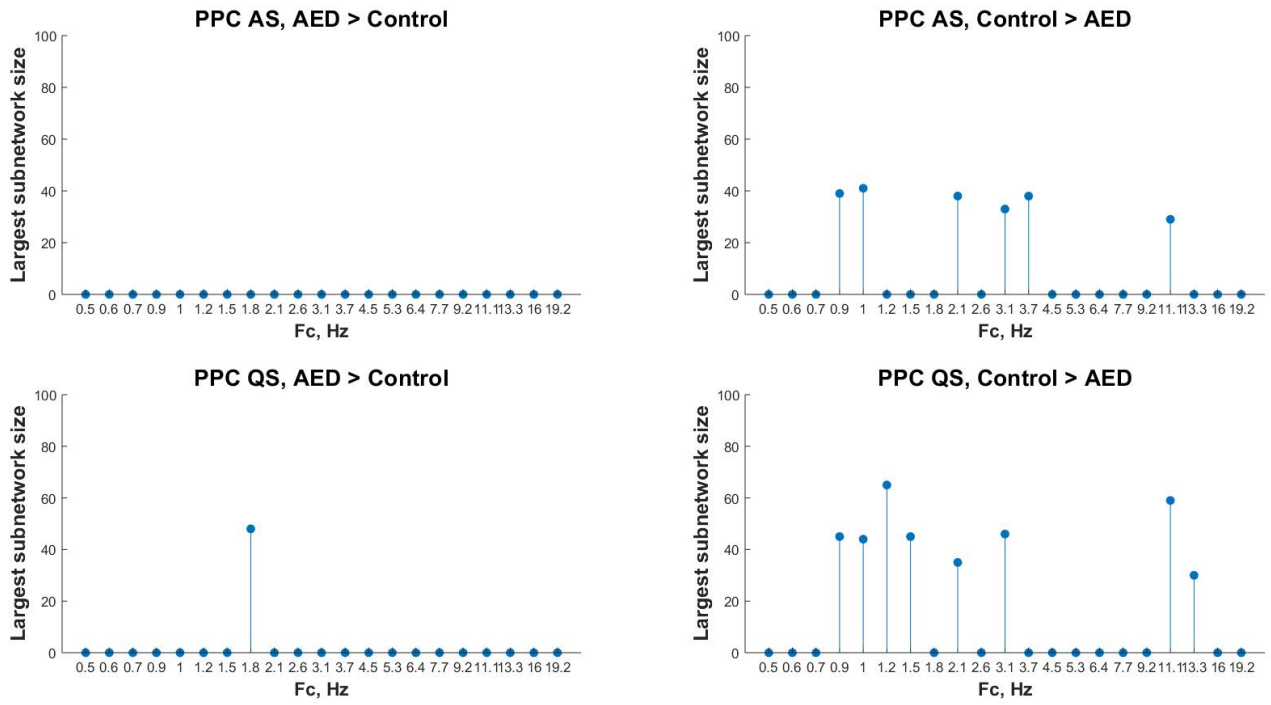 PPC AS, AED > Control
100
80
60
40
20
0
Largest subnetwork size
0.5 0.6 0.7 0.9 1 1.2 1.5 1.8 2.1 2.6 3.1 3.7 4.5 5.3 6.4 7.7 9.2 11.1 13.3 16 19.2
Fc, Hz
PPC AS, Control > AED
100
80
60
40
20
0
Largest subnetwork size
0.5 0.6 0.7 0.9 1 1.2 1.5 1.8 2.1 2.6 3.1 3.7 4.5 5.3 6.4 7.7 9.2 11.1 13.3 16 19.2
Fc, Hz
PPC QS, AED > Control
100
80
60
40
20
0
Largest subnetwork size
0.5 0.6 0.7 0.9 1 1.2 1.5 1.8 2.1 2.6 3.1 3.7 4.5 5.3 6.4 7.7 9.2 11.1 13.3 16 19.2
Fc, Hz
PPC QS, Control > AED
100
80
60
40
20
0
Largest subnetwork size
0.5 0.6 0.7 0.9 1 1.2 1.5 1.8 2.1 2.6 3.1 3.7 4.5 5.3 6.4 7.7 9.2 11.1 13.3 16 19.2
Fc, Hz